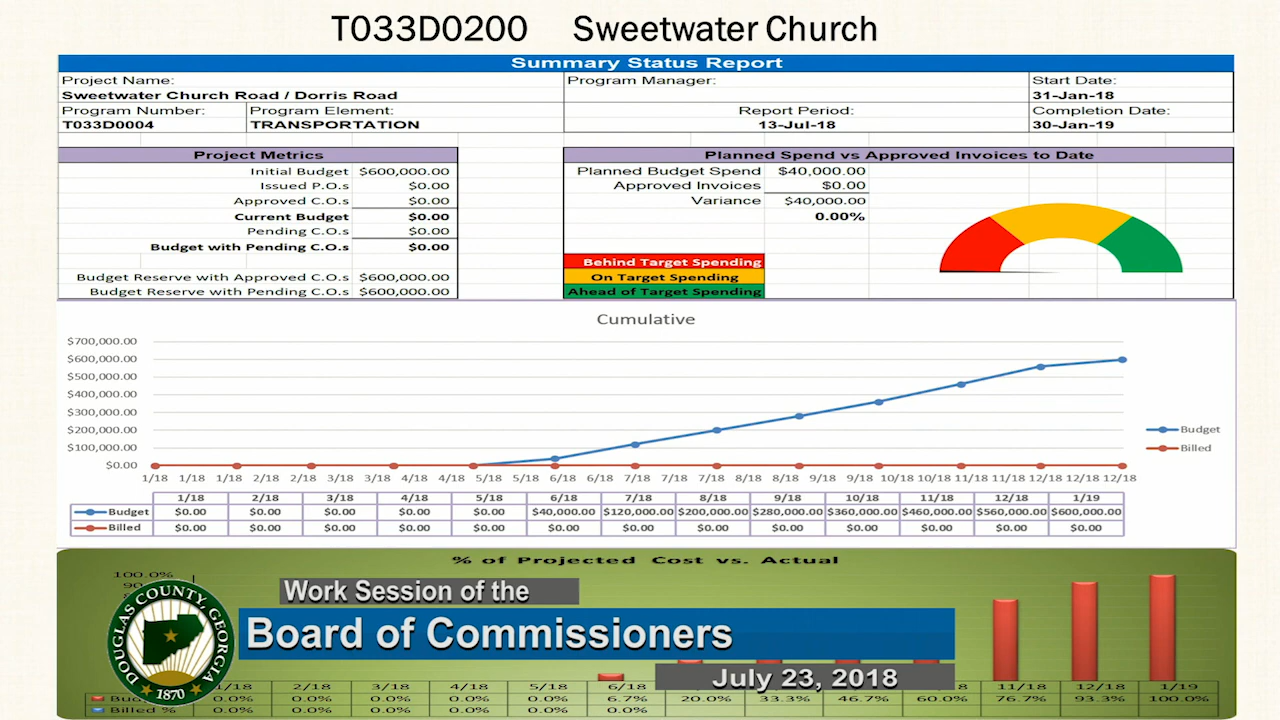 T033D0200 Sweetwater Church
Summary Status Report
Project Name: Program Manager: Start Date:
Sweetwater Church Road / Dorris Road 31-Jan-18
Program Number: Program Element: Report Period: Completion Date:
T033D0004 TRANSPORTATION 13-Jul-18 30-Jan-19
Project Metrics Planned Spend vs Approved Invoices to Date
Initial Budget $600,000.00 Planned Budget Spend $40,000.00
Issued P.O.s $0.00 Approved Invoices $0.00
Approved C.O.s $0.00 Variance $40,000.00
Current Budget $0.00 0.00%
Pending C.O.s $0.00
Budget with Pending C.O.s $0.00
Behind Target Spending
Budget Reserve with Approved C.O.s $600,000.00 On Target Spending
Budget Reserve with Pending C.O.s $600,000.00 Ahead of Target Spending
Cumulative
$700,000.00
$600,000.00
$500,000.00
$400,000.00
$300,000.00
$200,000.00
$100,000.00
$0.00
Budget
Billed
1/18 1/18 1/18 2/18 2/18 3/18 3/18 4/18 4/18 5/18 5/18 6/18 6/18 7/18 7/18 7/18 8/18 8/18 9/18 9/18 10/18 10/18 11/18 11/18 12/18 12/18 12/18
1/18 2/18 3/18 4/18 5/18 6/18 7/18 8/18 9/18 10/18 11/18 12/18 1/19
Budget $0.00 $0.00 $0.00 $0.00 $0.00 $40,000.00 $120,000.00 $200,000.00 $280,000.00 $360,000.00 $460,000.00 $560,000.00 $600,000.00
Billed $0.00 $0.00 $0.00 $0.00 $0.00 $0.00 $0.00 $0.00 $0.00 $0.00 $0.00 $0.00 $0.00
% of Projected Cost vs. Actual
100.0%
DOUGLAS COUNTY, GEORGIA
1870
Work Session of the
Board of Commissioners
July 23, 2018
1/18 2/18 3/18 4/18 5/18 6/18 11/18 12/18 1/19
0.0% 0.0% 0.0% 0.0% 0.0% 6.7% 20.0% 33.3% 46.7% 60.0% 76.7% 93.3% 100.0%
Billed % 0.0% 0.0% 0.0% 0.0% 0.0% 0.0%